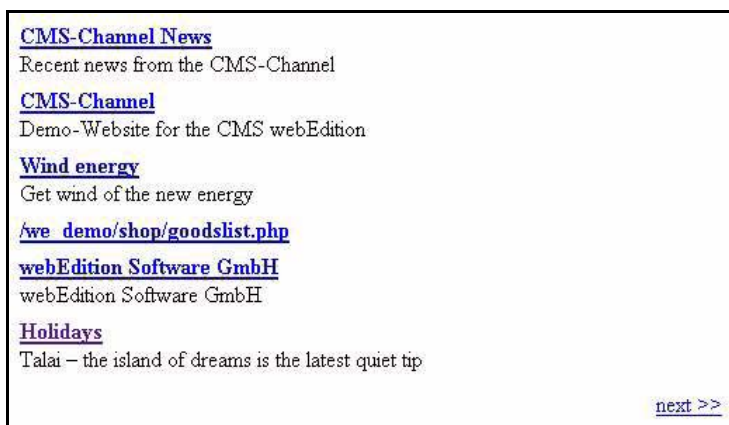 CMS-Channel News
Recent news from the CMS-Channel
CMS-Channel
Demo-Website for the CMS webEdition
Wind energy
Get wind of the new energy
/we_demo/shop/goodslist.php
webEdition Software GmbH
webEdition Software GmbH
Holidays
Talai – the island of dreams is the latest quiet tip
next >>